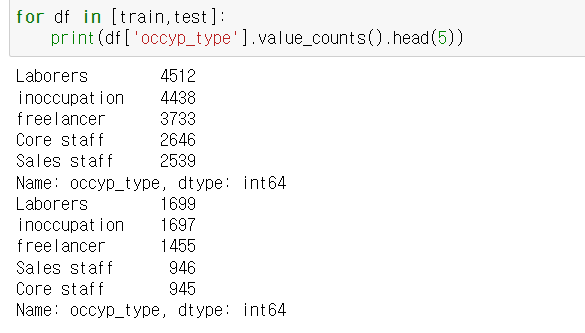 for df in [train,test]:
    print(df['occyp_type'].value_counts().head(5))
Laborers 4512
inoccupation 4438
freelancer 3733
Core staff 2646
Sales staff 2539
Name: occyp_type, dtype: int64
Laborers 1699
inoccupation 1697
freelancer 1455
Sales staff 946
Core staff 945
Name: occyp_type, dtype: int64